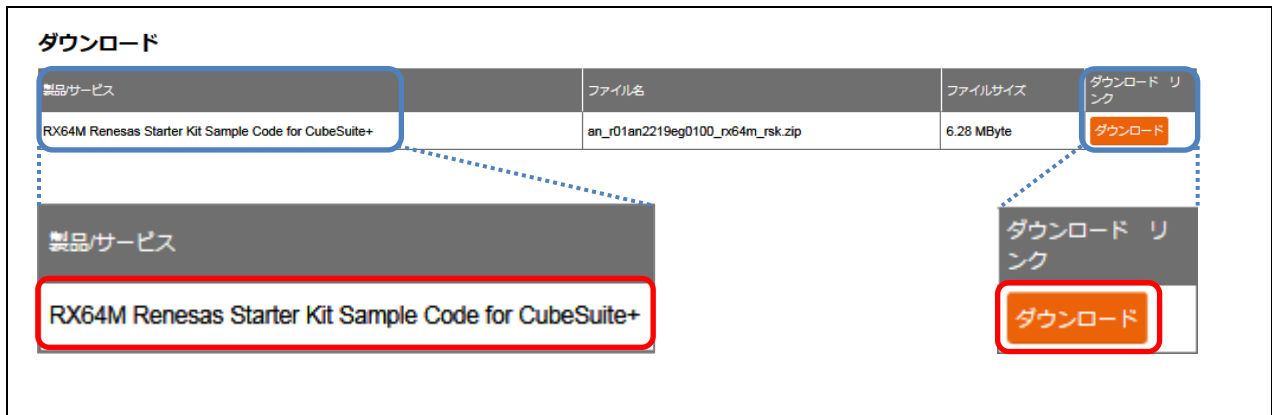 ダウンロード
製品/サービス
ファイル名
ファイルサイズ
ダウンロード リ
ンク
RX64M Renesas Starter Kit Sample Code for CubeSuite+
an_r01an2219eg0100_rx64m_rsk.zip
6.28 MByte
ダウンロード
製品/サービス
ダウンロード リ
ンク
RX64M Renesas Starter Kit Sample Code for CubeSuite+
ダウンロード